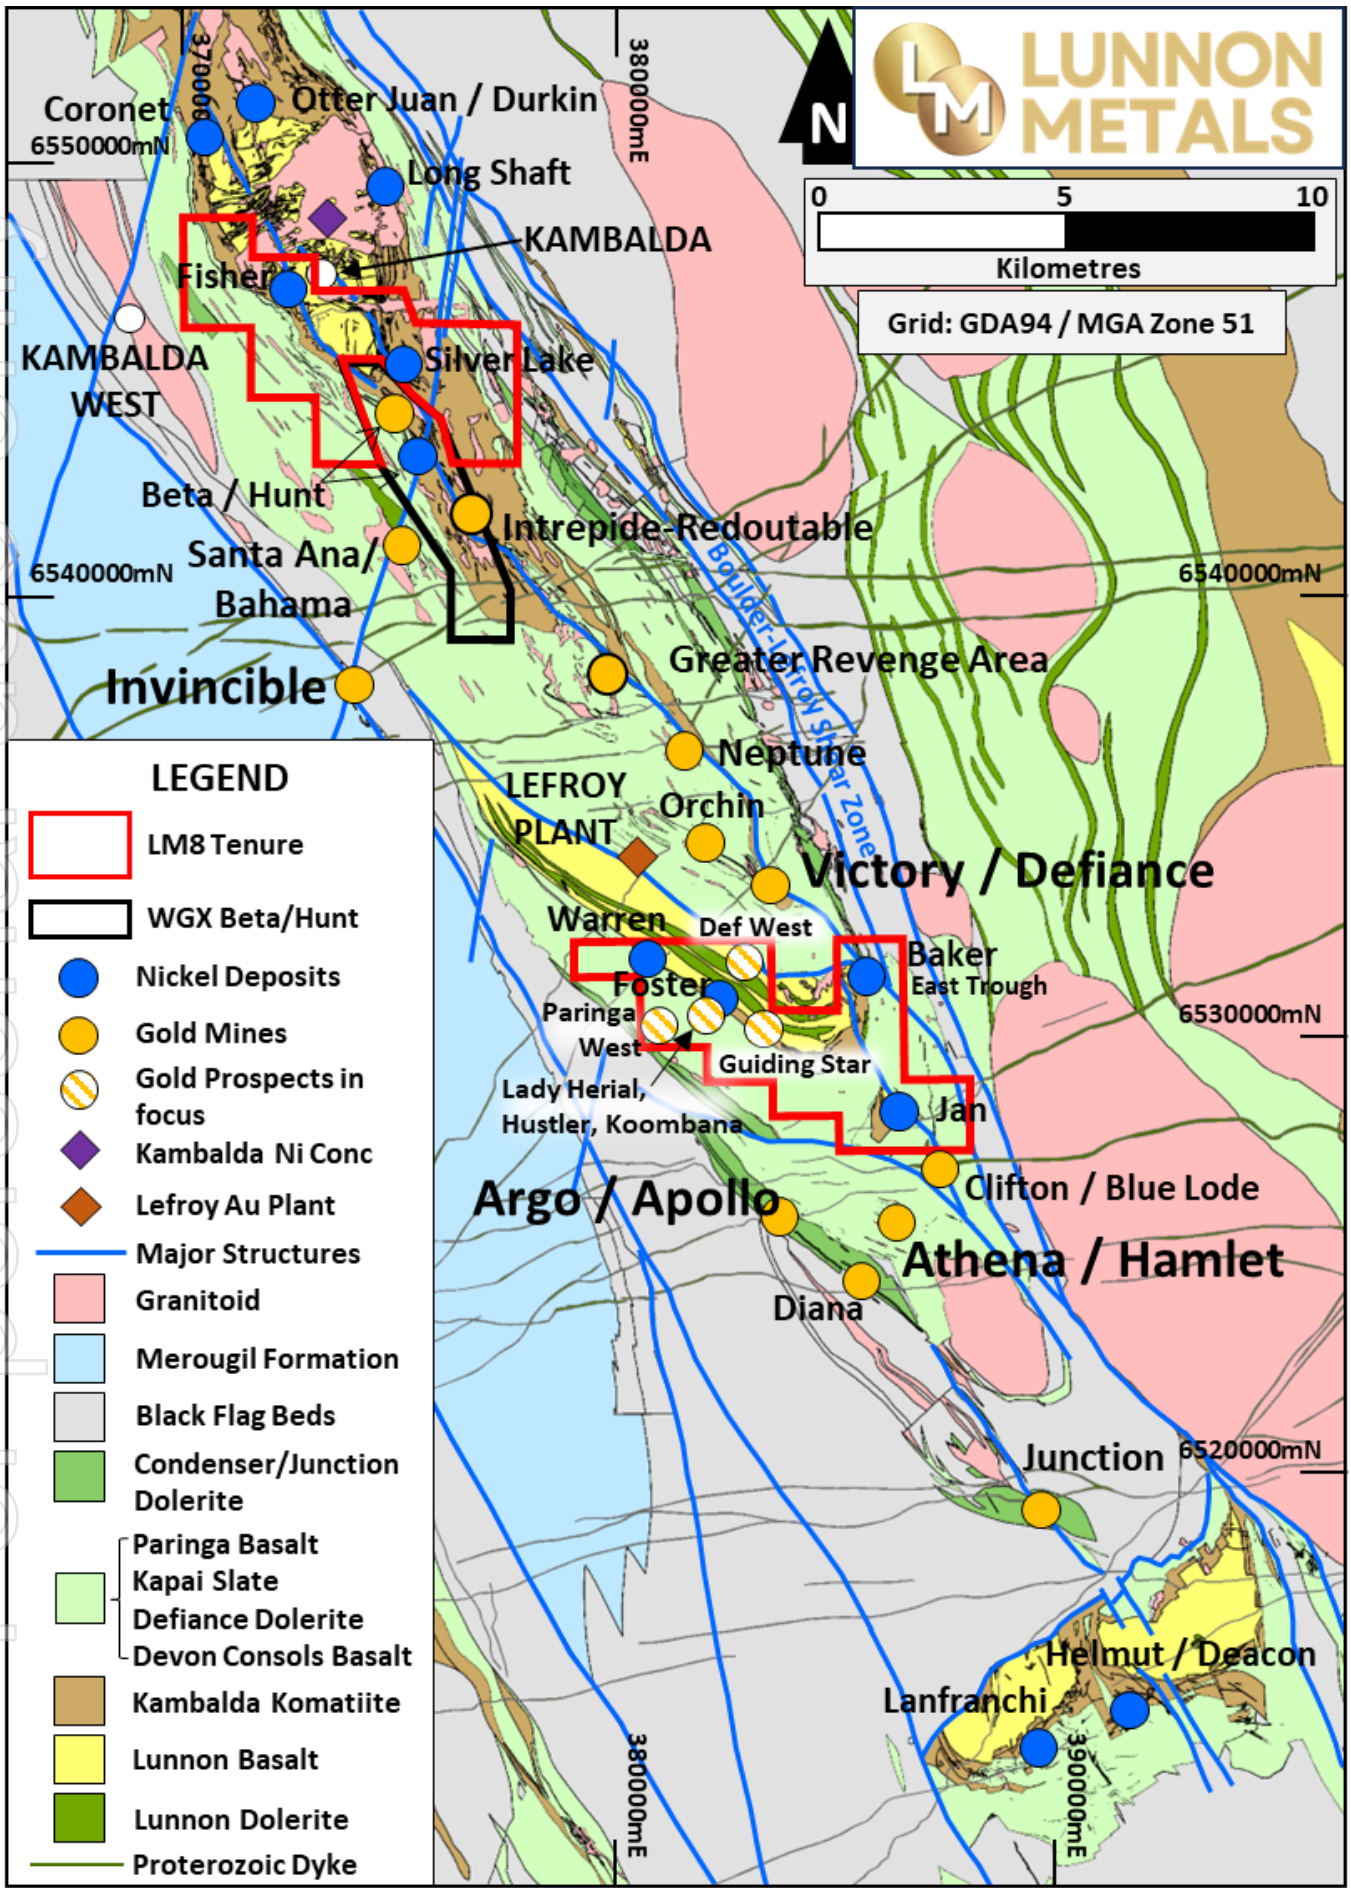 370000
380000mE
LM
LUNNON
METALS
N
Coronet
Otter Juan / Durkin
6550000mN
Long Shaft
0 5 10
Kilometres
Grid: GDA94 / MGA Zone 51
KAMBALDA
Fisher
KAMBALDA
WEST
Silver Lake
Beta / Hunt
Intrepide-Redoutable
Santa Ana/
Bahama
6540000mN
6540000mN
Boulder-Lefroy Shear Zone
Greater Revenge Area
Invincible
Neptune
LEFROY
PLANT
Orchin
Victory / Defiance
Warren
Def West
Baker
East Trough
Foster
Paringa
West
6530000mN
Guiding Star
Lady Herial,
Hustler, Koombana
Jan
Clifton / Blue Lode
Argo / Apollo
Athena / Hamlet
Diana
Junction
6520000mN
Helmut / Deacon
Lanfranchi
380000mE
390000mE
LEGEND
LM8 Tenure
WGX Beta/Hunt
Nickel Deposits
Gold Mines
Gold Prospects in
focus
Kambalda Ni Conc
Lefroy Au Plant
Major Structures
Granitoid
Merougil Formation
Black Flag Beds
Condenser/Junction
Dolerite
Paringa Basalt
Kapai Slate
Defiance Dolerite
Devon Consols Basalt
Kambalda Komatiite
Lunnon Basalt
Lunnon Dolerite
Proterozoic Dyke